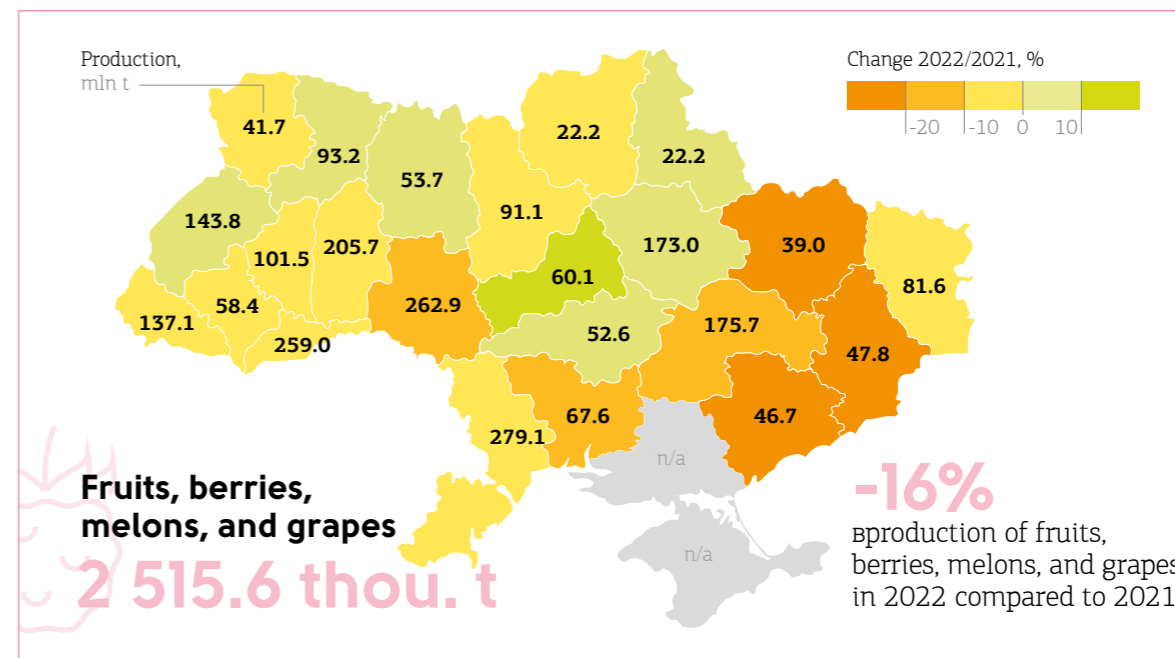 Production,
mln t
Change 2022/2021, %
-20 -10 0 10
41.7
93.2
53.7
22.2
22.2
143.8
101.5
205.7
91.1
173.0
39.0
81.6
137.1
58.4
259.0
262.9
60.1
52.6
175.7
47.8
279.1
67.6
46.7
n/a
n/a
Fruits, berries,
melons, and grapes
2 515.6 thou. t
-16%
вproduction of fruits,
berries, melons, and grapes
in 2022 compared to 2021